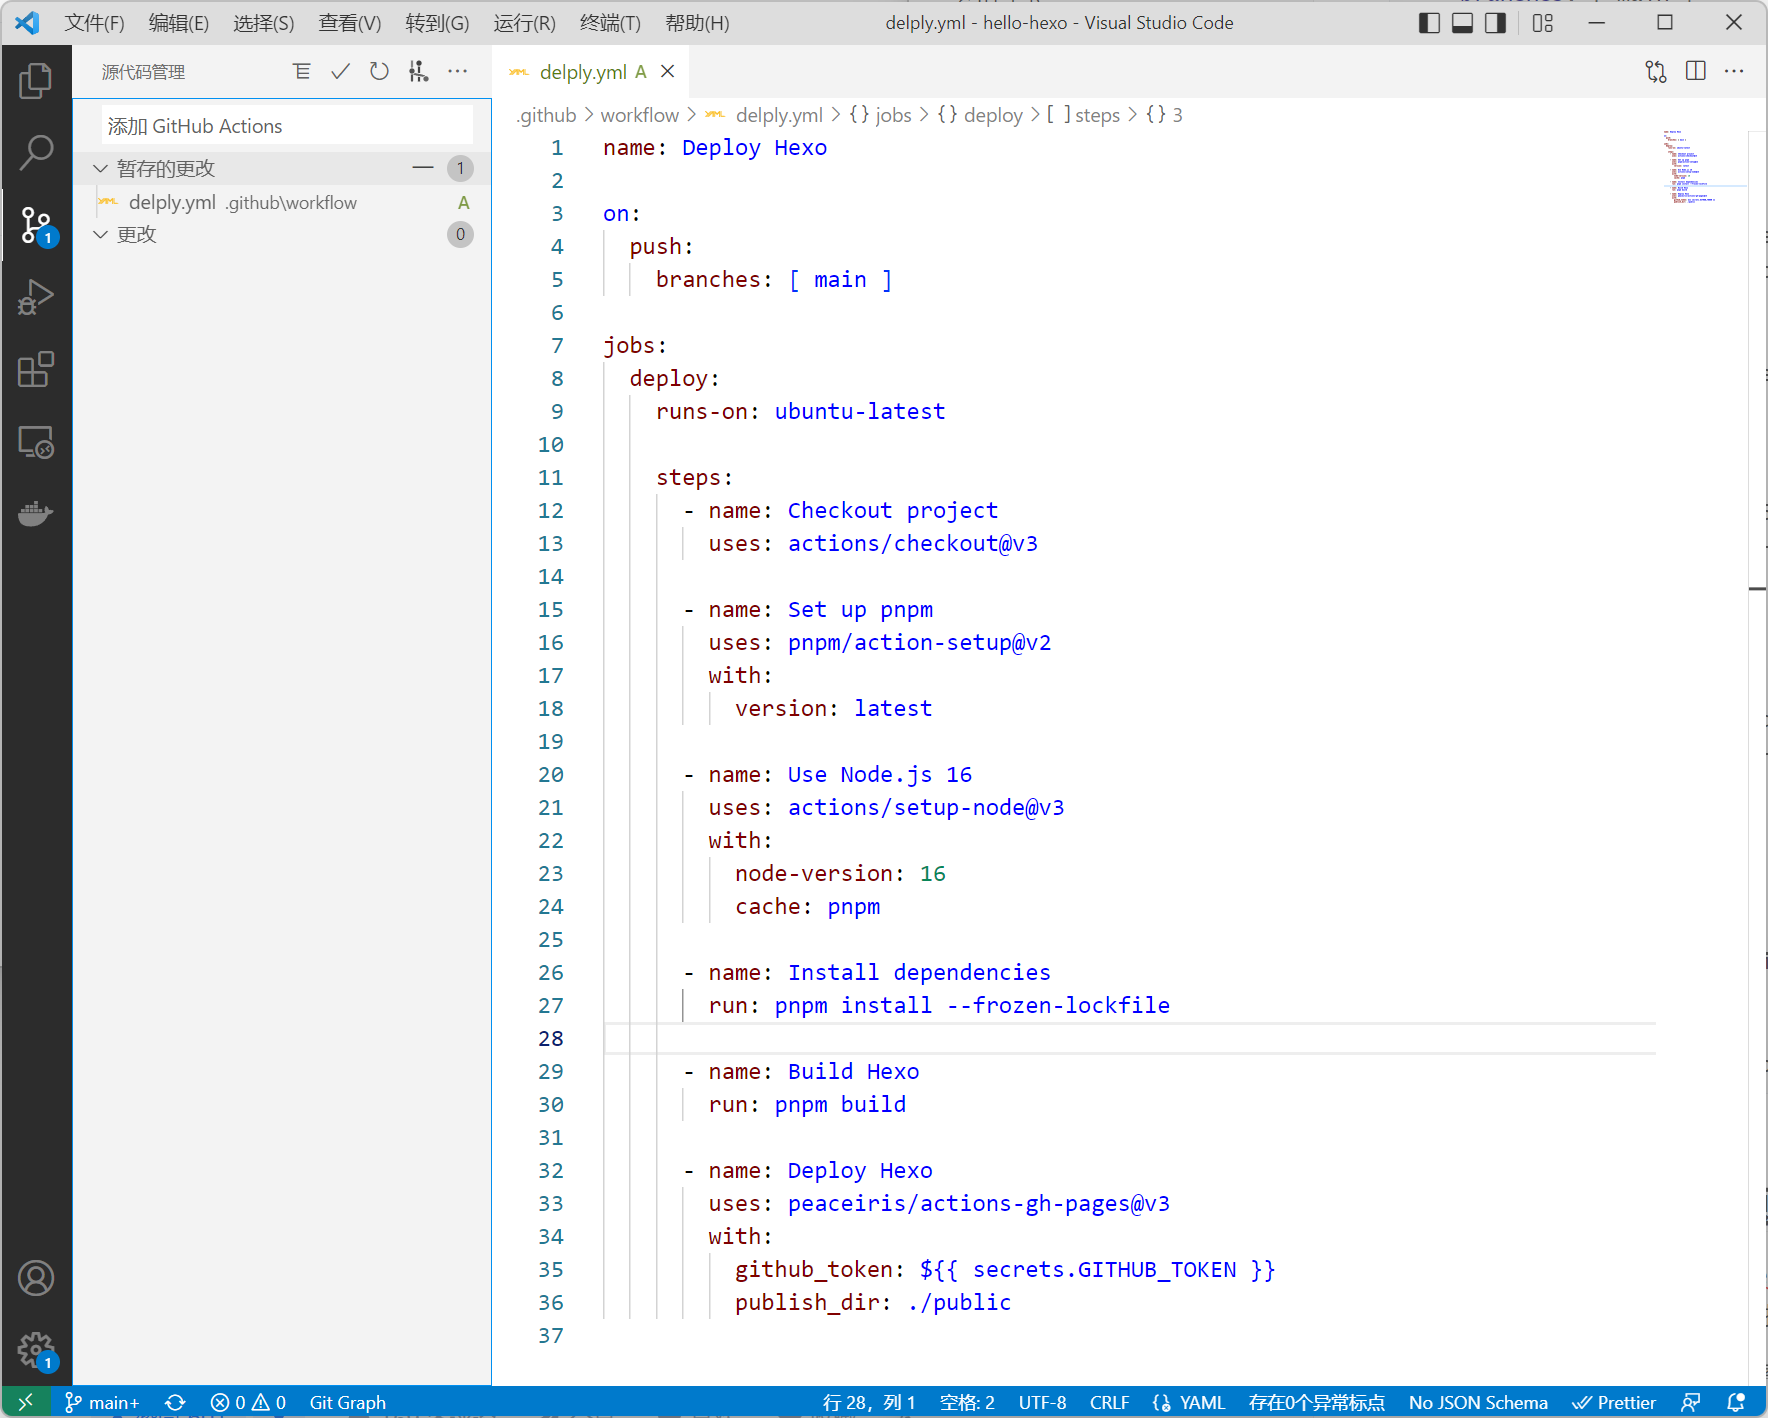 文件(F) 编辑(E) 选择(S) 查看(V) 转到(G) 运行(R) 终端(T) 帮助(H) delply.yml - hello-hexo - Visual Studio Code
源代码管理
添加 GitHub Actions
暂存的更改 1
delply.yml .github\workflow A
更改 0
1
1
delply.yml A
.github > workflow > delply.yml > {} jobs > {} deploy > [ ] steps > {} 3
1 name: Deploy Hexo
2
3 on:
4 push:
5 branches: [ main ]
6
7 jobs:
8 deploy:
9 runs-on: ubuntu-latest
10
11 steps:
12 - name: Checkout project
13 uses: actions/checkout@v3
14
15 - name: Set up pnpm
16 uses: pnpm/action-setup@v2
17 with:
18 version: latest
19
20 - name: Use Node.js 16
21 uses: actions/setup-node@v3
22 with:
23 node-version: 16
24 cache: pnpm
25
26 - name: Install dependencies
27 run: pnpm install --frozen-lockfile
28
29 - name: Build Hexo
30 run: pnpm build
31
32 - name: Deploy Hexo
33 uses: peaceiris/actions-gh-pages@v3
34 with:
35 github_token: ${{ secrets.GITHUB_TOKEN }}
36 publish_dir: ./public
37
main+ 0 0 Git Graph 行 28，列 1 空格: 2 UTF-8 CRLF YAML 存在0个异常标点 No JSON Schema Prettier